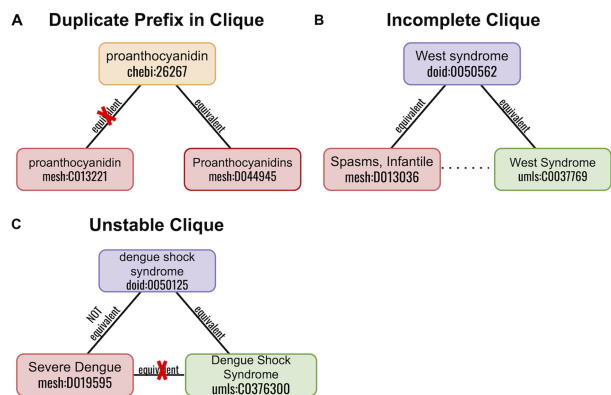 A
Duplicate Prefix in Clique
proanthocyanidin
chebi:26267
equivalent
equivalent
proanthocyanidin
mesh:C013221
Proanthocyanidins
mesh:D044945
B
Incomplete Clique
West syndrome
doid:0050562
equivalent
equivalent
Spasms, Infantile
mesh:D013036
West Syndrome
umls:C0037769
C
Unstable Clique
dengue shock
syndrome
doid:0050125
NOT
equivalent
equivalent
Severe Dengue
mesh:D019595
equivalent
Dengue Shock
Syndrome
umls:C0376300